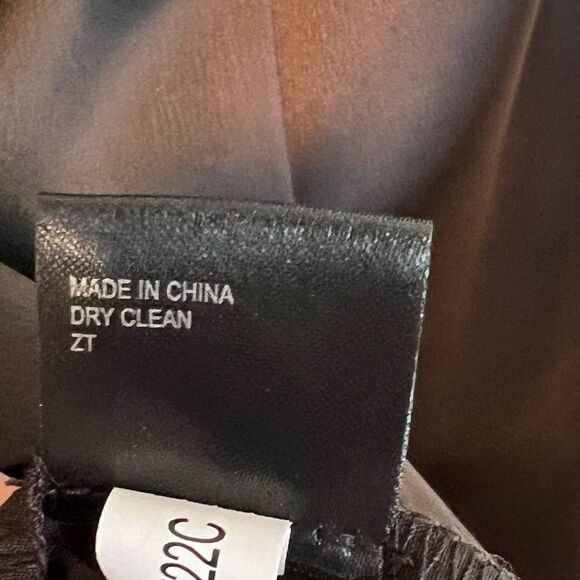 MADE IN CHINA
DRY CLEAN
ZT
22C